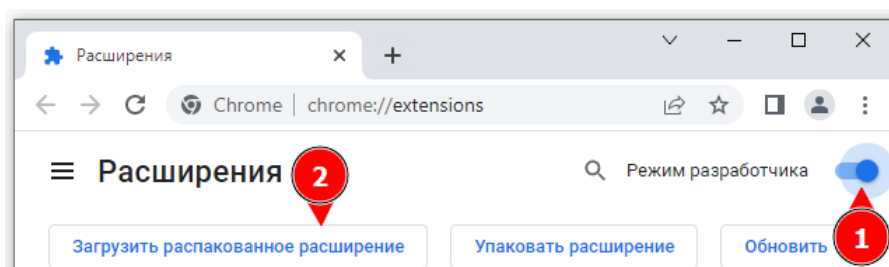 Расширения
Chrome | chrome://extensions
Расширения
2
Режим разработчика
1
Загрузить распакованное расширение
Упаковать расширение
Обновить